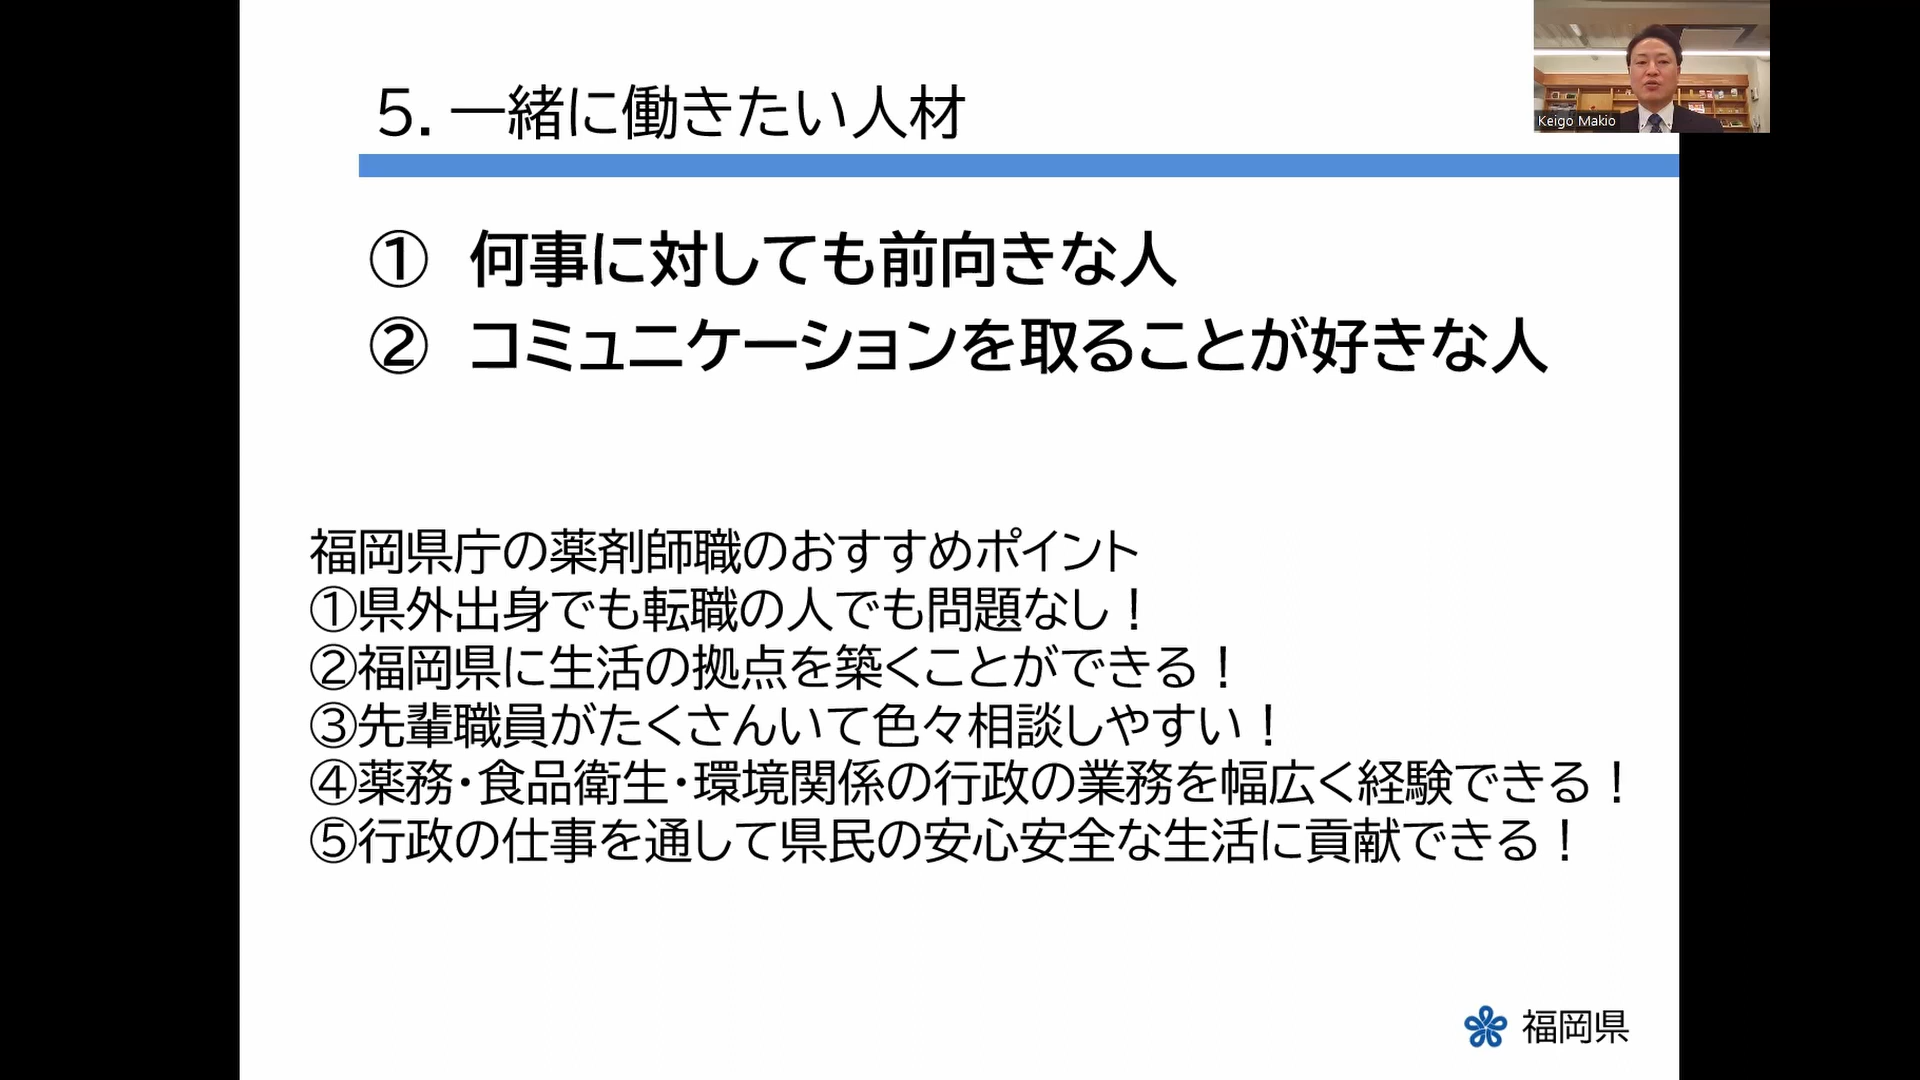 5. 一緒に働きたい人材
Keigo Makio
① 何事に対しても前向きな人
② コミュニケーションを取ることが好きな人
福岡県庁の薬剤師職のおすすめポイント
①県外出身でも転職の人でも問題なし！
②福岡県に生活の拠点を築くことができる！
③先輩職員がたくさんいて色々相談しやすい！
④薬務・食品衛生・環境関係の行政の業務を幅広く経験できる！
⑤行政の仕事を通して県民の安心安全な生活に貢献できる！
福岡県